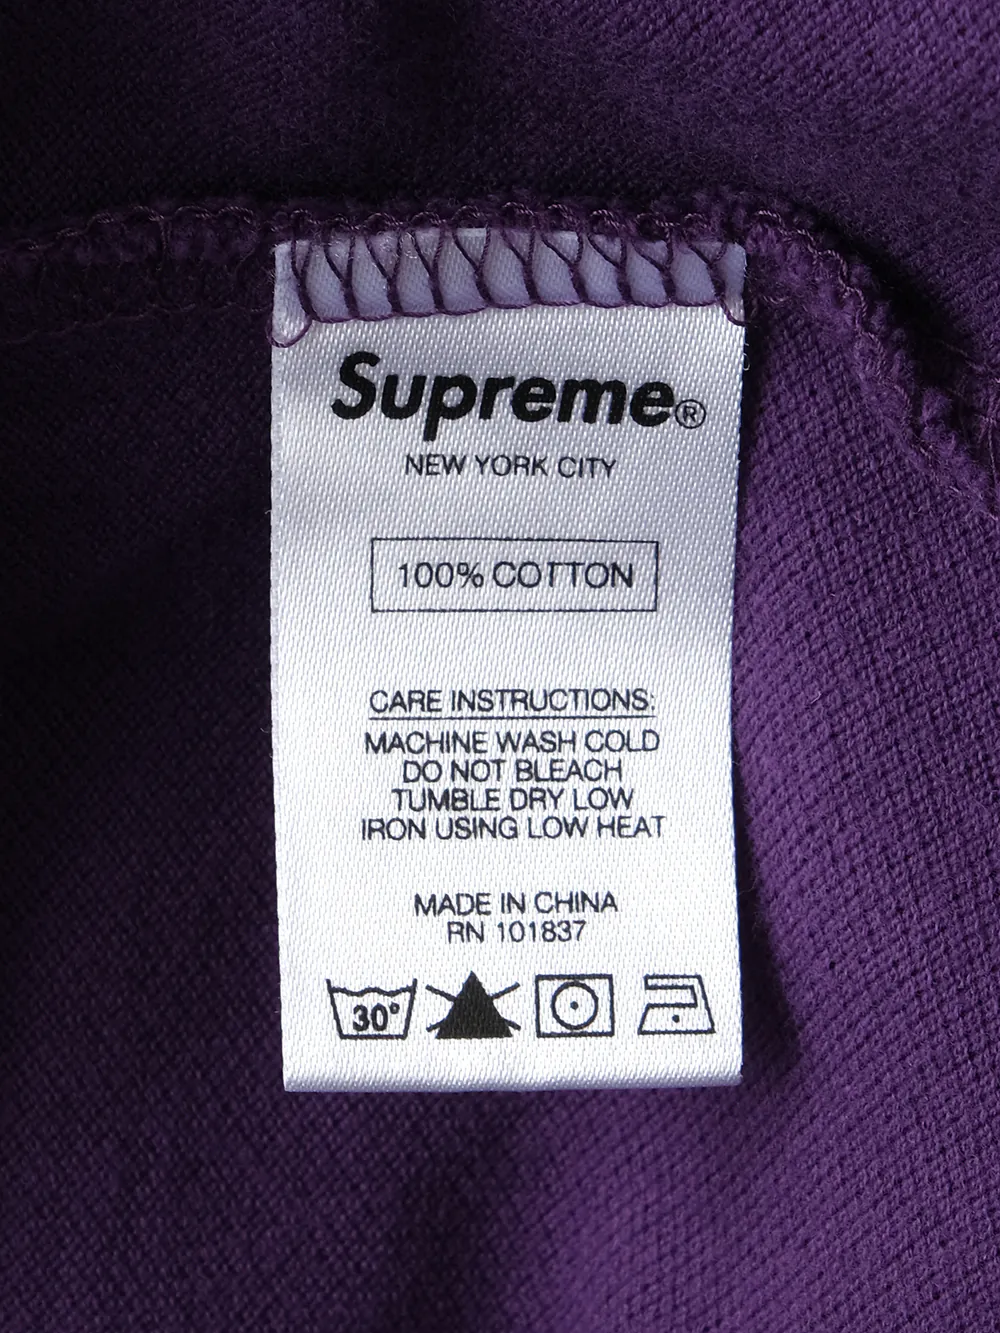 Supreme®
NEW YORK CITY
100% COTTON
CARE INSTRUCTIONS:
MACHINE WASH COLD
DO NOT BLEACH
TUMBLE DRY LOW
IRON USING LOW HEAT
MADE IN CHINA
RN 101837
30°